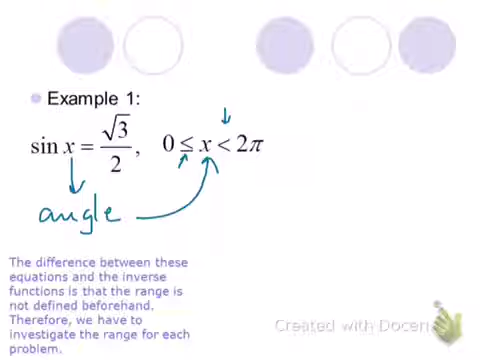 Example 1:
sin x = √3/2, 0 ≤ x < 2π
angle
The difference between these
equations and the inverse
functions is that the range is
not defined beforehand.
Therefore, we have to
investigate the range for each
problem.
Created with Doceri